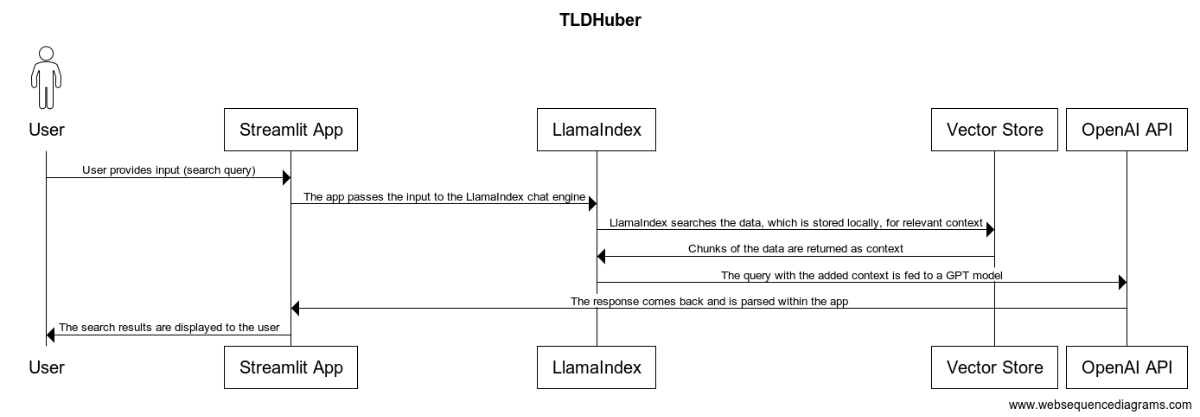 TLDHuber
User
Streamlit App
LlamaIndex
Vector Store
OpenAI API
User provides input (search query)
The app passes the input to the LlamaIndex chat engine
LlamaIndex searches the data, which is stored locally, for relevant context
Chunks of the data are returned as context
The query with the added context is fed to a GPT model
The response comes back and is parsed within the app
The search results are displayed to the user
User
Streamlit App
LlamaIndex
Vector Store
OpenAI API
www.websequencediagrams.com